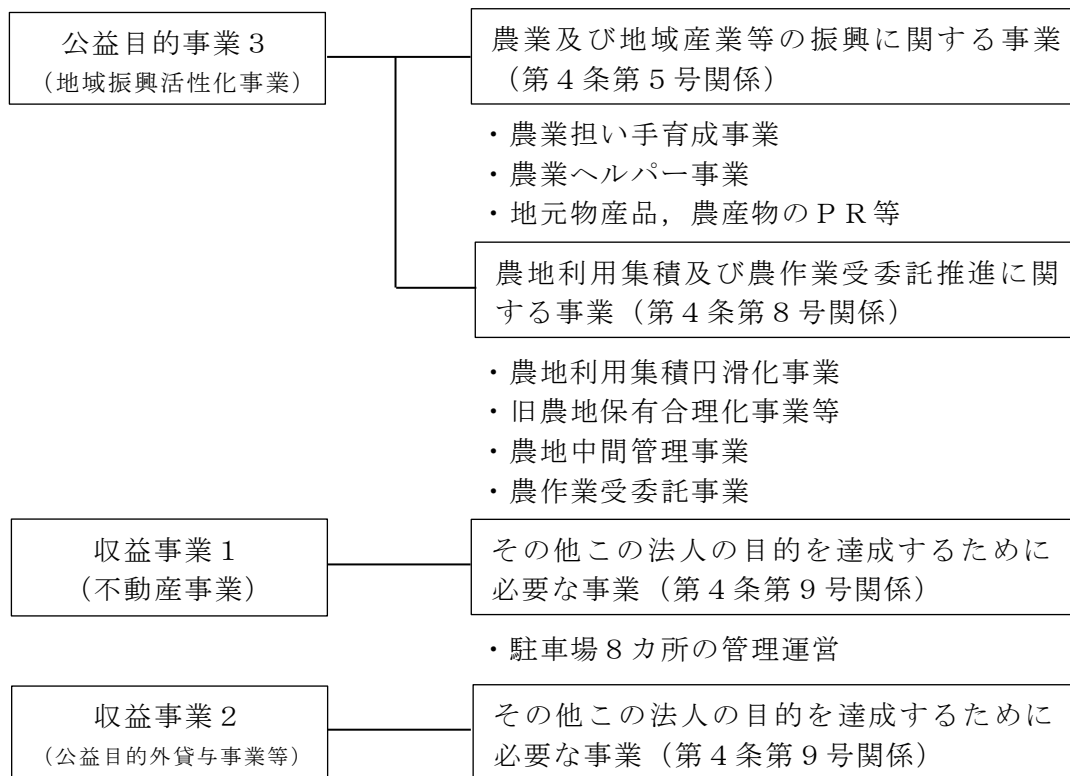 公益目的事業３
（地域振興活性化事業）
農業及び地域産業等の振興に関する事業
（第４条第５号関係）
・農業担い手育成事業
・農業ヘルパー事業
・地元物産品，農産物のＰＲ等
農地利用集積及び農作業受委託推進に関
する事業（第４条第８号関係）
・農地利用集積円滑化事業
・旧農地保有合理化事業等
・農地中間管理事業
・農作業受委託事業
収益事業１
（不動産事業）
その他この法人の目的を達成するために
必要な事業（第４条第９号関係）
・駐車場８カ所の管理運営
収益事業２
（公益目的外貸与事業等）
その他この法人の目的を達成するために
必要な事業（第４条第９号関係）